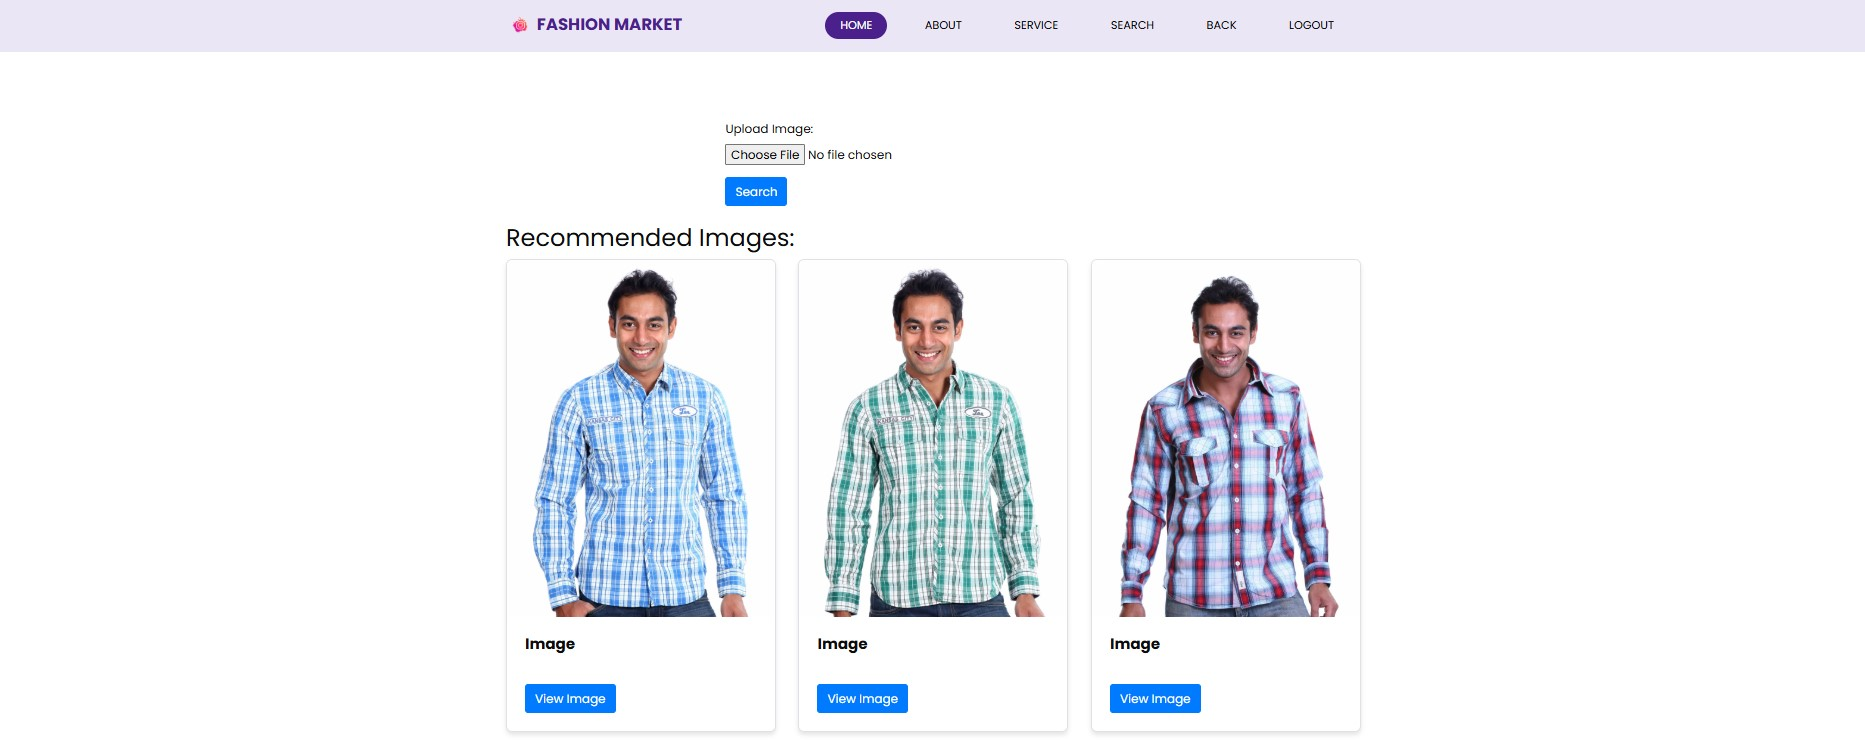 FASHION MARKET
HOME ABOUT SERVICE SEARCH BACK LOGOUT
Upload Image:
Choose File No file chosen
Search
Recommended Images:
Image Image Image
View Image View Image View Image